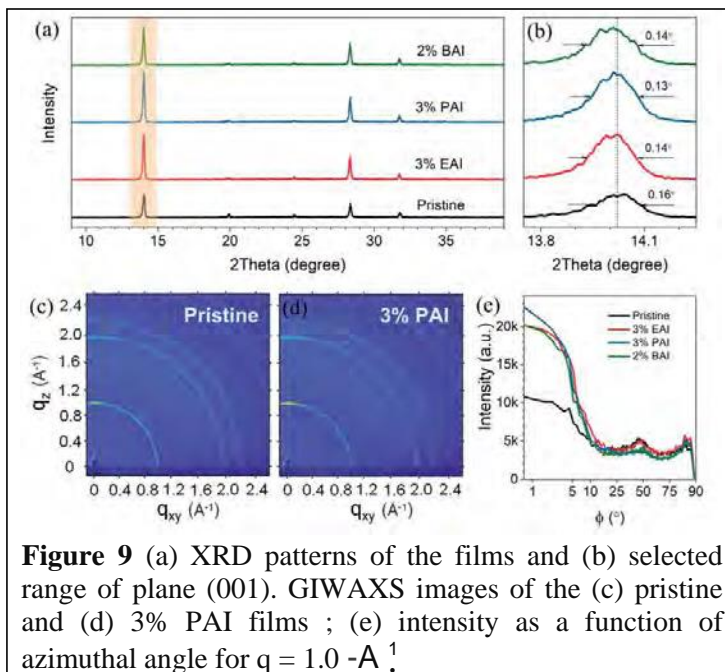 (a)
2% BAI
3% PAI
3% EAI
Pristine
Intensity
10 15 20 25 30 35
2Theta (degree)
(b)
0.14°
0.13°
0.14°
0.16°
13.8 14.1
2Theta (degree)
(c) Pristine
2.4
2.0
1.6
1.2
0.8
0.4
0
qz (A-1)
0 0.4 0.8 1.2 1.6 2.0 2.4
qxy (A-1)
(d) 3% PAI
0 0.4 0.8 1.2 1.6 2.0 2.4
qxy (A-1)
(e)
Pristine
3% EAI
3% PAI
2% BAI
20k
15k
10k
5k
0
Intensity (a.u.)
1 5 10 25 50 75 90
ϕ (°)
Figure 9 (a) XRD patterns of the films and (b) selected
range of plane (001). GIWAXS images of the (c) pristine
and (d) 3% PAI films ; (e) intensity as a function of
azimuthal angle for q = 1.0 -A 1.